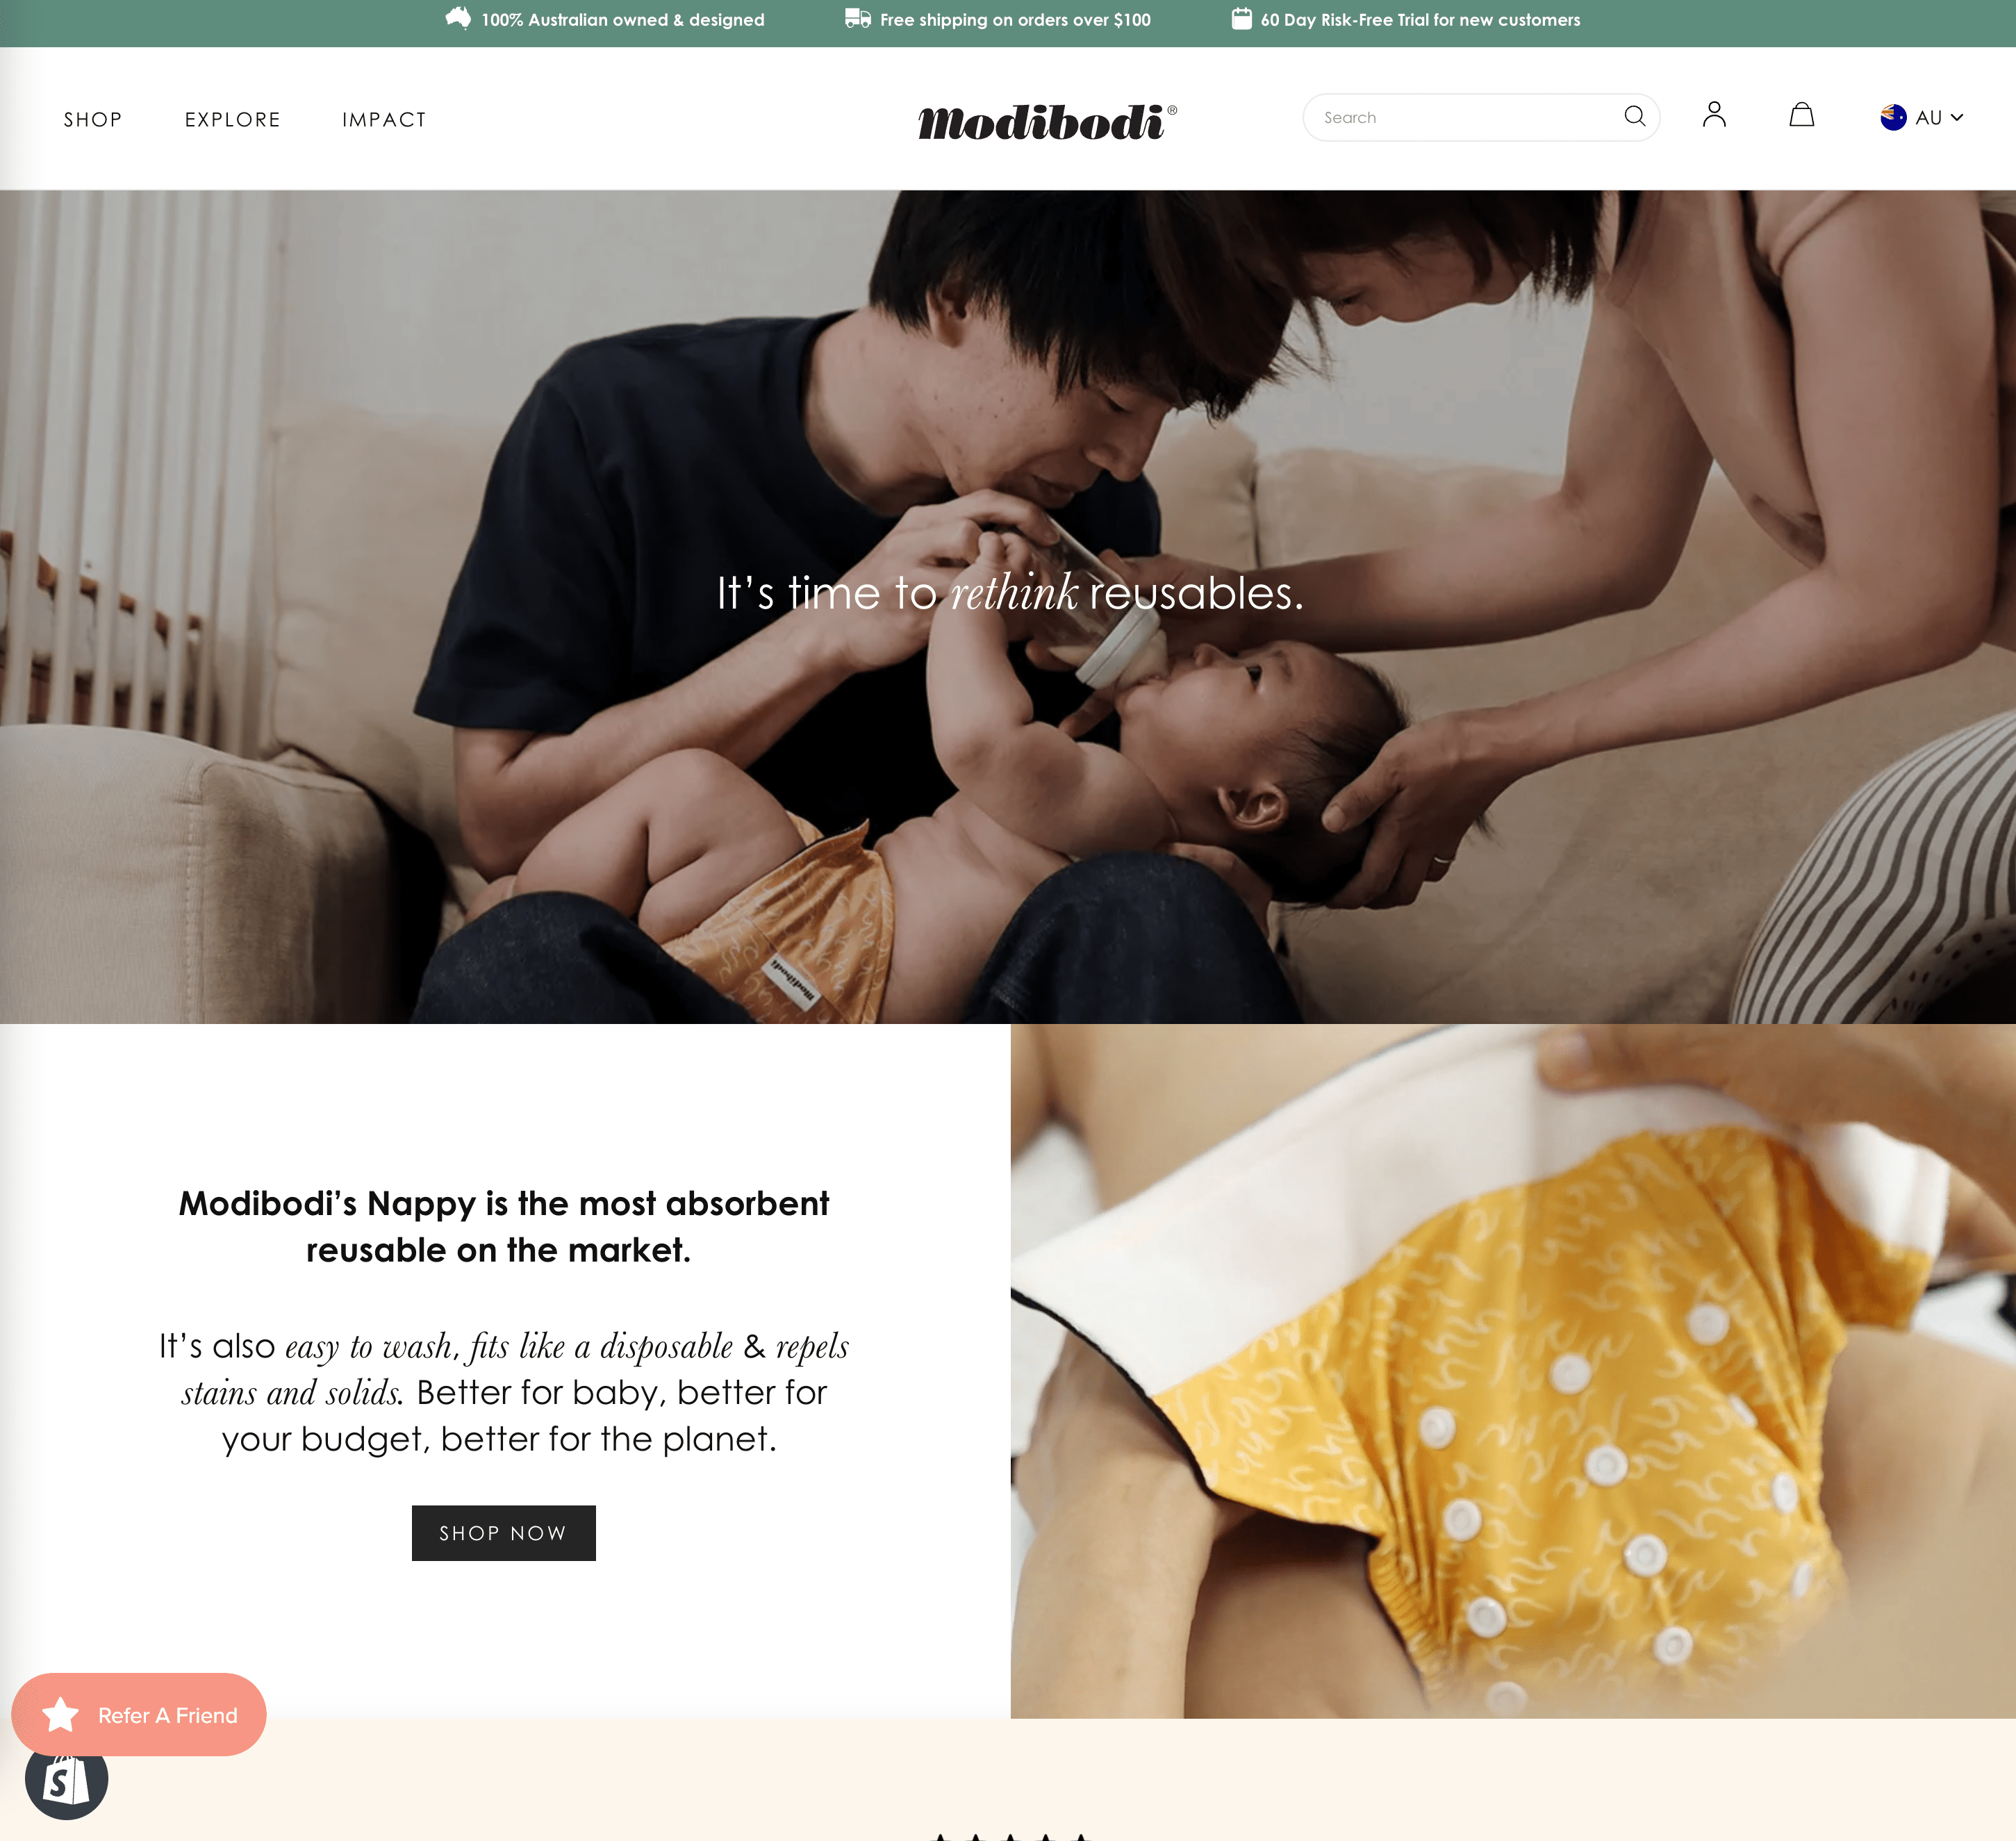 100% Australian owned & designed
Free shipping on orders over $100
60 Day Risk-Free Trial for new customers
SHOP
EXPLORE
IMPACT
Modibodi®
Search
AU
It's time to rethink reusables.
Modibodi
Modibodi's Nappy is the most absorbent
reusable on the market.
It's also easy to wash, fits like a disposable & repels
stains and solids. Better for baby, better for
your budget, better for the planet.
SHOP NOW
Refer A Friend
S